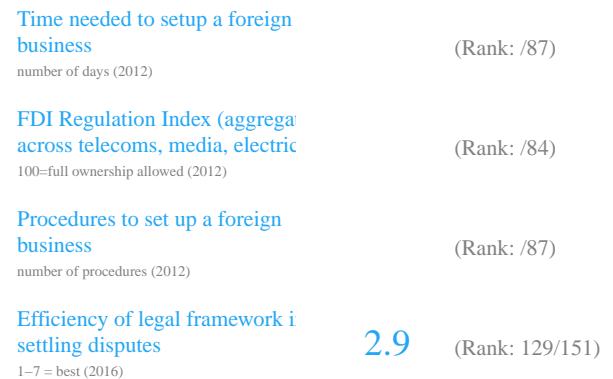 Time needed to setup a foreign
business
number of days (2012)
(Rank: /87)
FDI Regulation Index
across telecoms, media,
100=full ownership allowed (2012)
(Rank: /84)
Procedures to set up a foreign
business
number of procedures (2012)
(Rank: /87)
Efficiency of legal framework
settling disputes
1–7 = best (2016)
2.9 (Rank: 129/151)